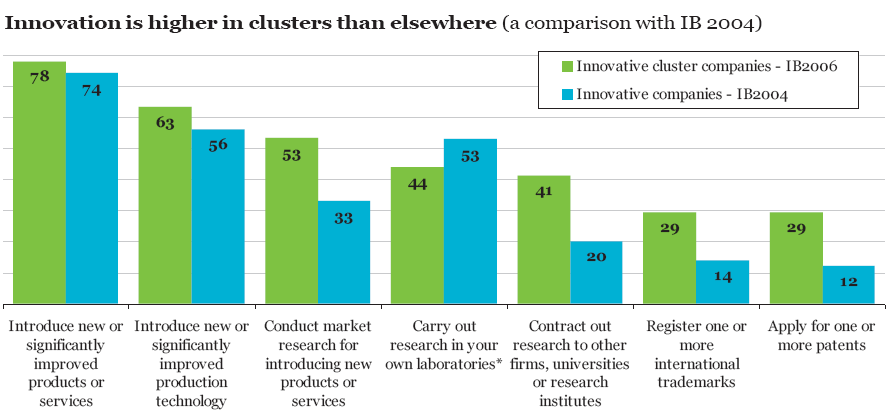 Innovation is higher in clusters than elsewhere (a comparison with IB 2004)
Innovative cluster companies - IB2006
Innovative companies - IB2004
78
74
63
56
53
33
44
53
41
20
29
14
29
12
Introduce new or
significantly
improved
products or
services
Introduce new or
significantly
improved
production
technology
Conduct market
research for
introducing new
products or
services
Carry out
research in your
own laboratories*
Contract out
research to other
firms, universities
or research
institutes
Register one or
more
international
trademarks
Apply for one or
more patents